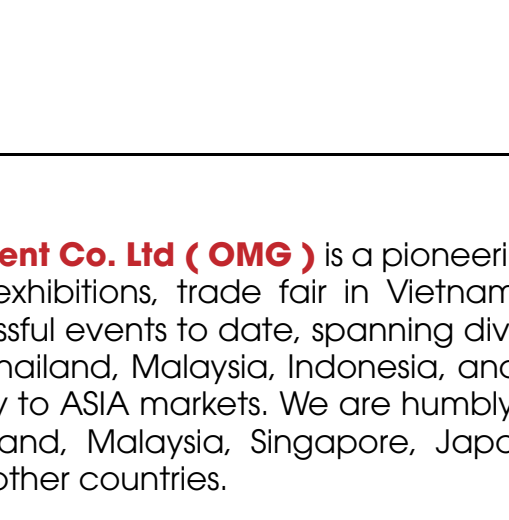 ent Co. Ltd ( OMG ) is a pioneeri
exhibitions, trade fair in Vietnam
ssful events to date, spanning div
hailand, Malaysia, Indonesia, and
y to ASIA markets. We are humbly
and, Malaysia, Singapore, Japa
other countries.